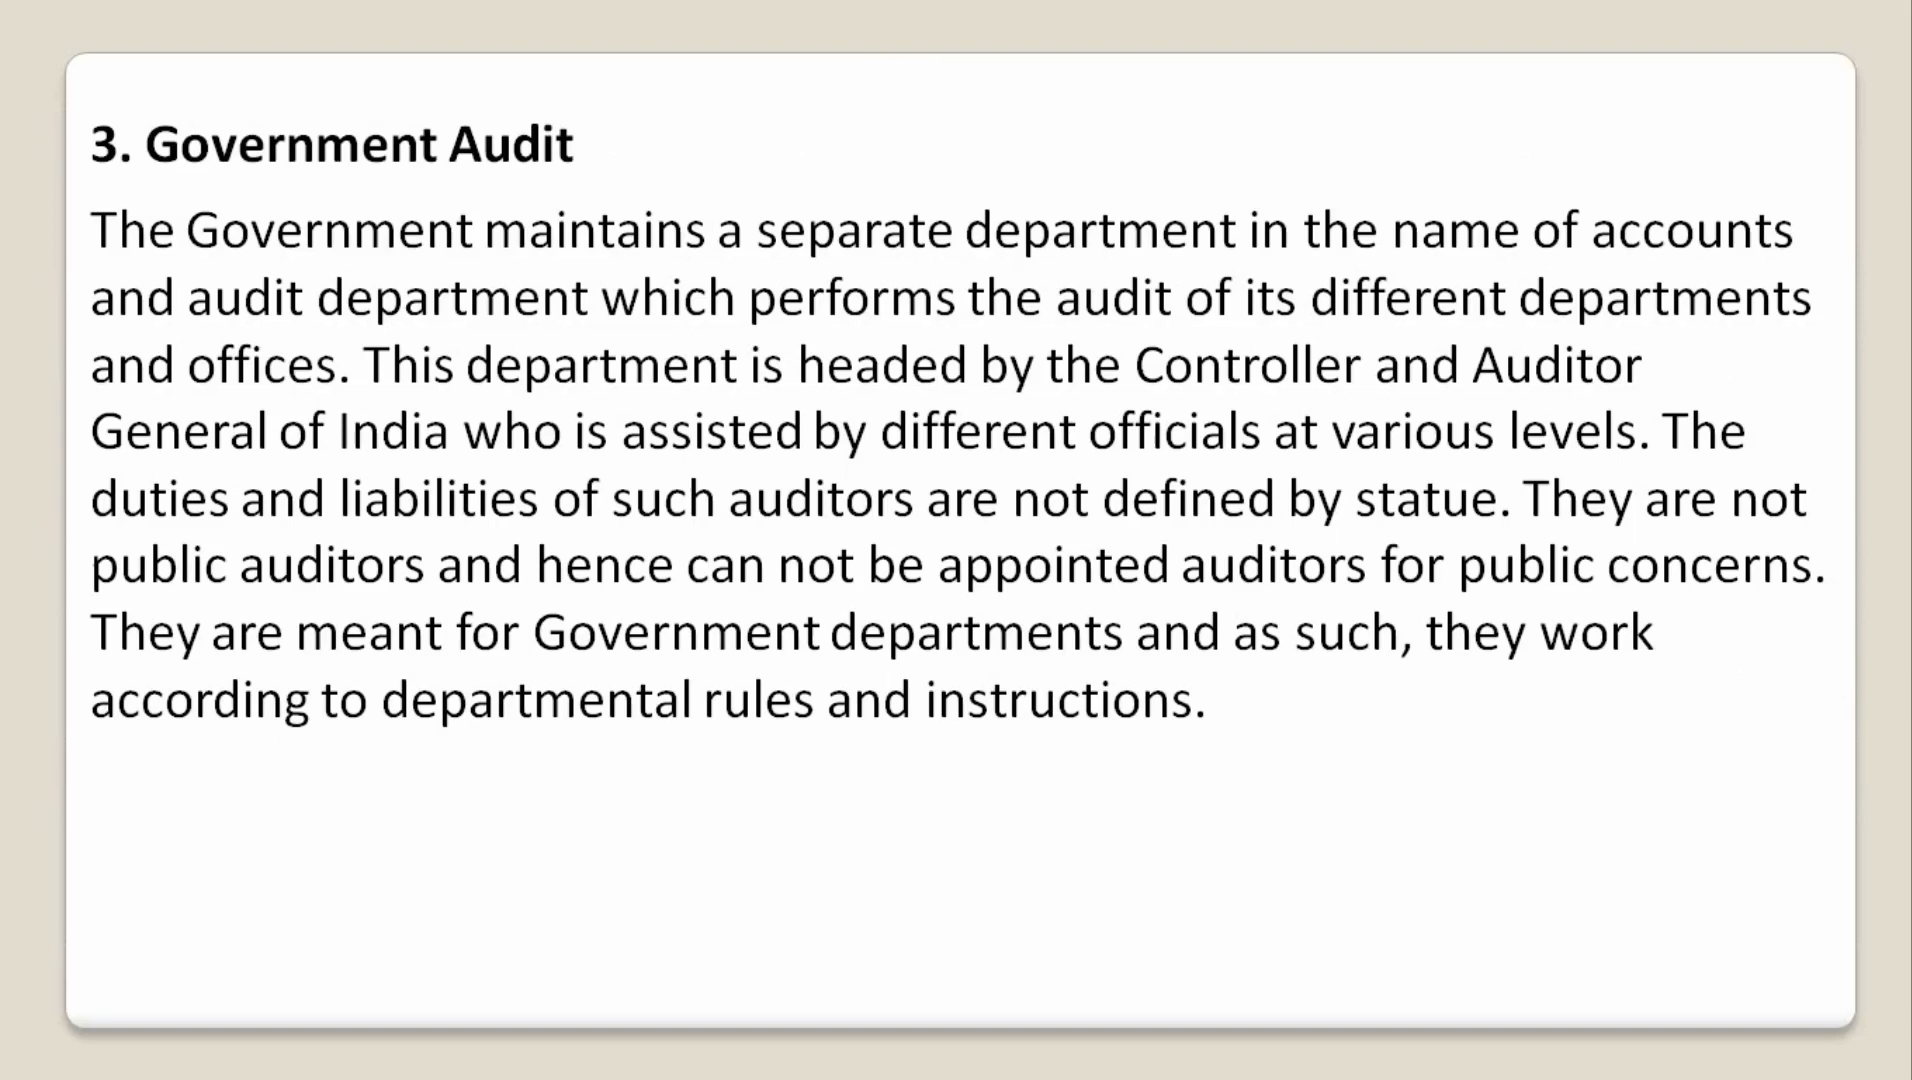 3. Government Audit
The Government maintains a separate department in the name of accounts
and audit department which performs the audit of its different departments
and offices. This department is headed by the Controller and Auditor
General of India who is assisted by different officials at various levels. The
duties and liabilities of such auditors are not defined by statue. They are not
public auditors and hence can not be appointed auditors for public concerns.
They are meant for Government departments and as such, they work
according to departmental rules and instructions.